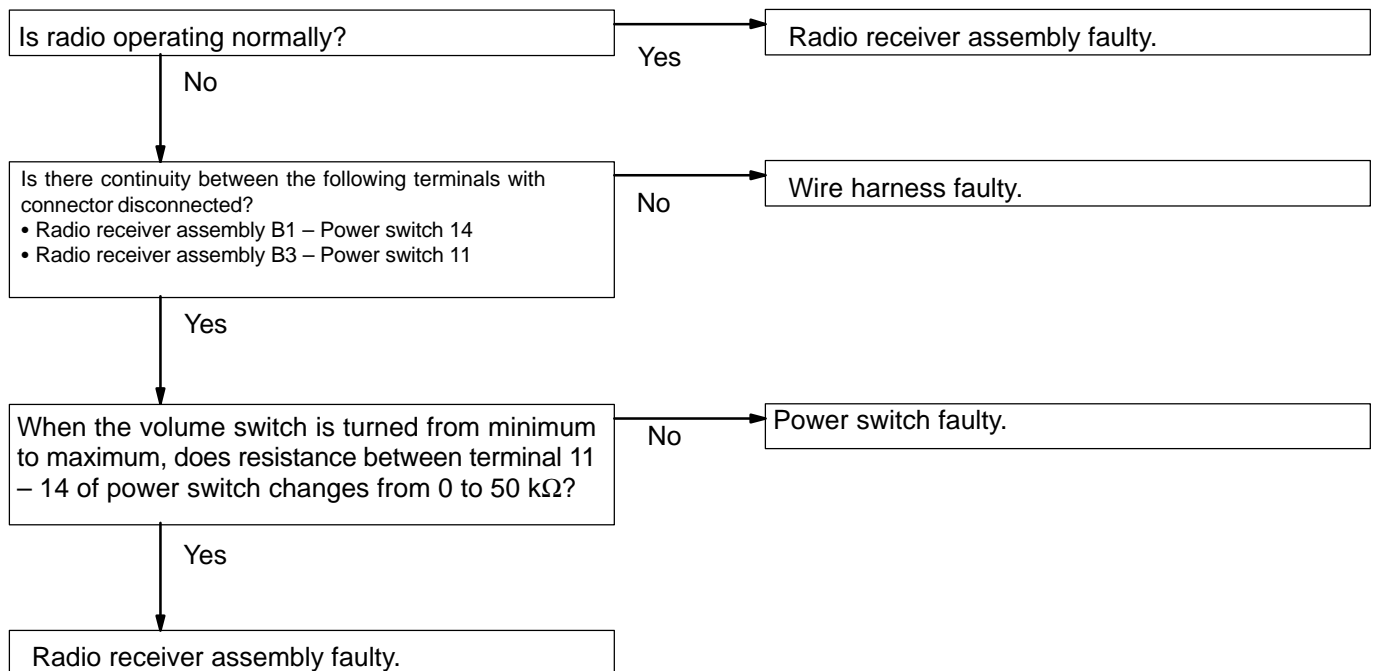 Is radio operating normally?
Yes
Radio receiver assembly faulty.
No
Is there continuity between the following terminals with
connector disconnected?
• Radio receiver assembly B1 – Power switch 14
• Radio receiver assembly B3 – Power switch 11
No
Wire harness faulty.
Yes
When the volume switch is turned from minimum
to maximum, does resistance between terminal 11
– 14 of power switch changes from 0 to 50 kΩ?
No
Power switch faulty.
Yes
Radio receiver assembly faulty.